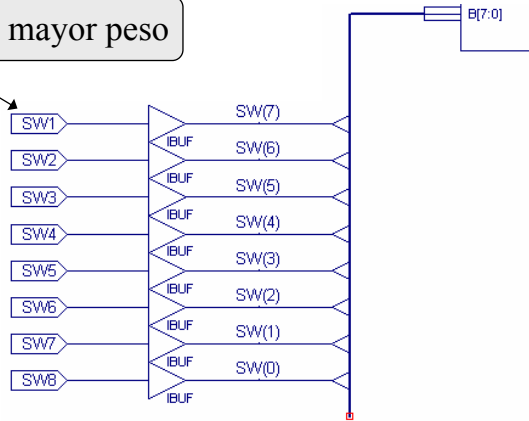 mayor peso
B[7:0]
SW1 SW(7)
IBUF
SW2 SW(6)
IBUF
SW3 SW(5)
IBUF
SW4 SW(4)
IBUF
SW5 SW(3)
IBUF
SW6 SW(2)
IBUF
SW7 SW(1)
IBUF
SW8 SW(0)
IBUF